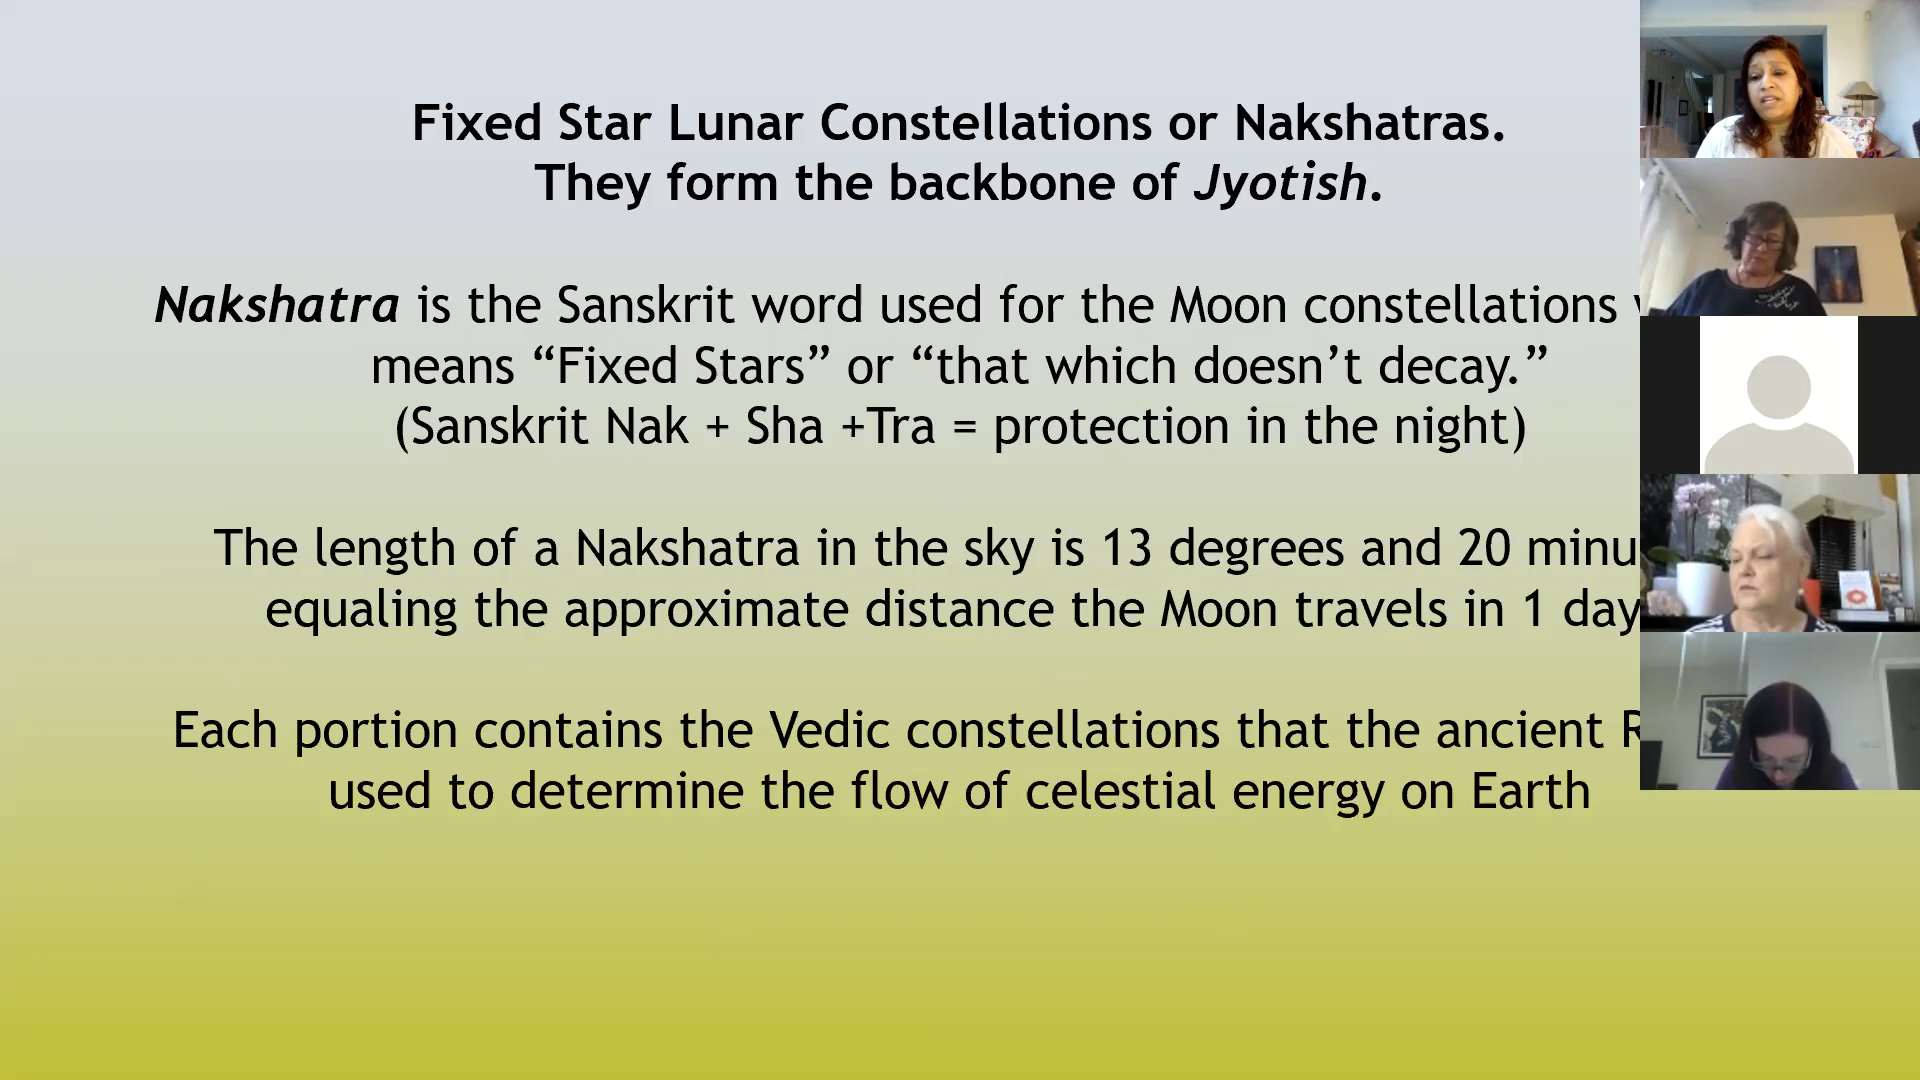 Fixed Star Lunar Constellations or Nakshatras.
They form the backbone of Jyotish.
Nakshatra is the Sanskrit word used for the Moon constellations
means “Fixed Stars” or “that which doesn’t decay.”
(Sanskrit Nak + Sha +Tra = protection in the night)
The length of a Nakshatra in the sky is 13 degrees and 20 minu
equaling the approximate distance the Moon travels in 1 day
Each portion contains the Vedic constellations that the ancient R
used to determine the flow of celestial energy on Earth